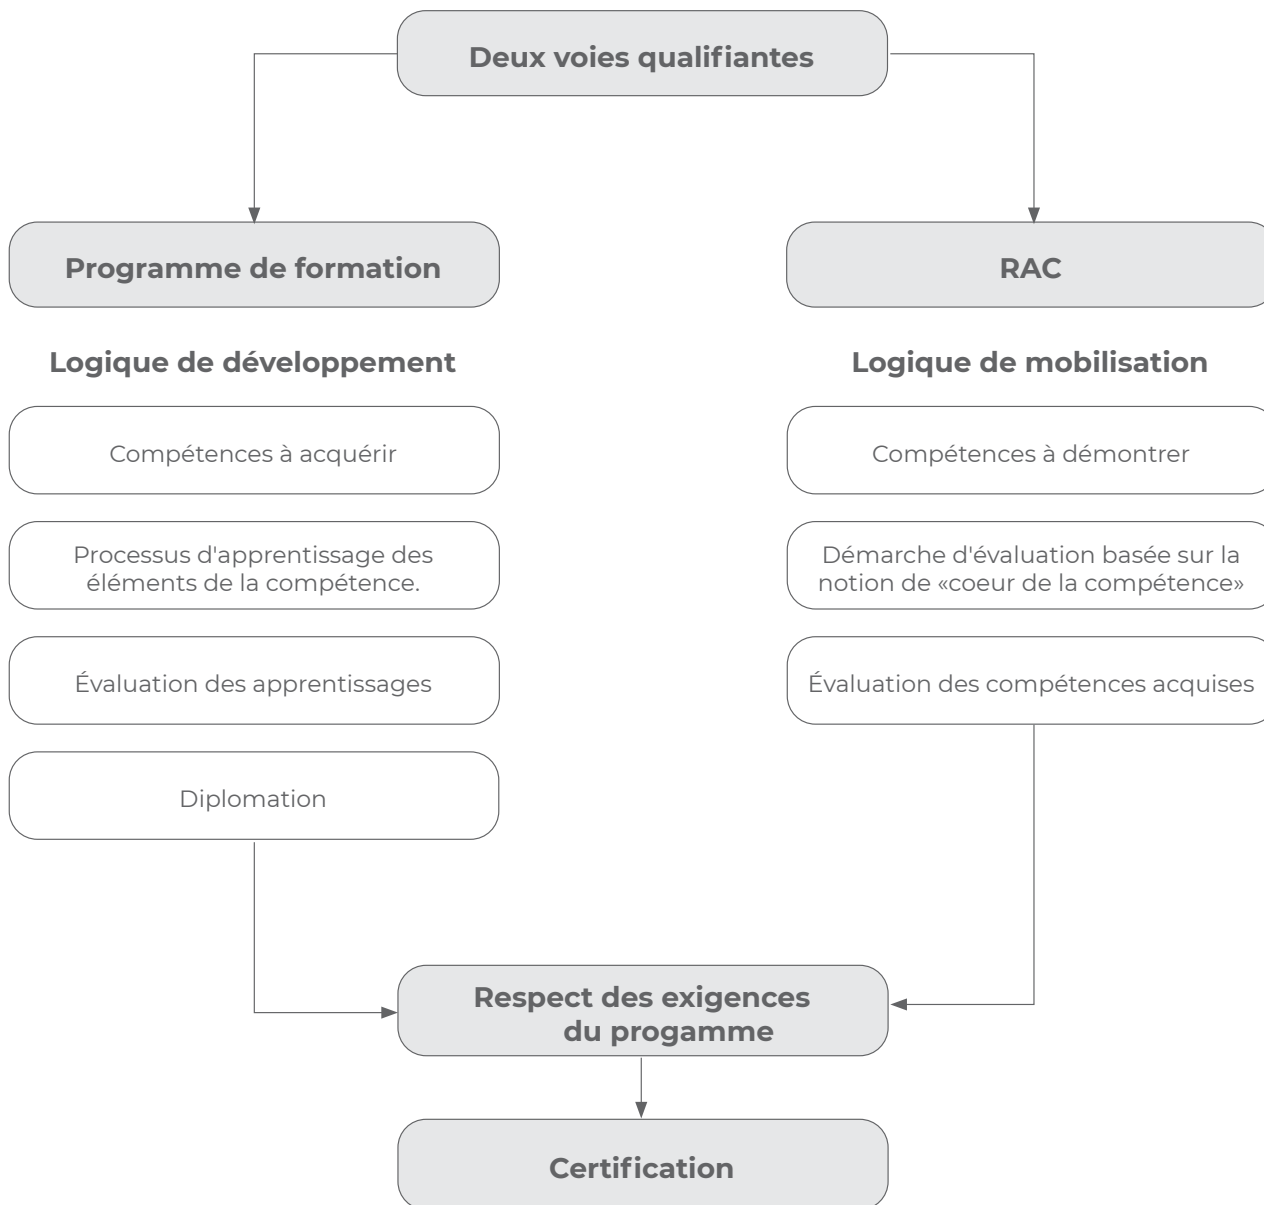 Deux voies qualifiantes
Programme de formation
RAC
Logique de développement
Logique de mobilisation
Compétences à acquérir
Compétences à démontrer
Processus d'apprentissage des
éléments de la compétence.
Démarche d'évaluation basée sur la
notion de «coeur de la compétence»
Évaluation des apprentissages
Évaluation des compétences acquises
Diplomation
Respect des exigences
du progamme
Certification